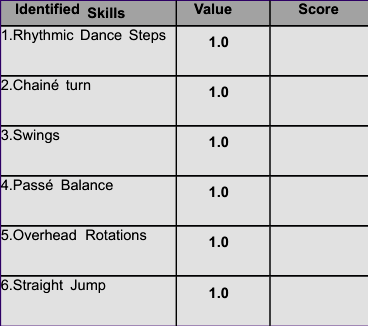 Identified Skills Value Score
1.Rhythmic Dance Steps 1.0
2.Chainé turn 1.0
3.Swings 1.0
4.Passé Balance 1.0
5.Overhead Rotations 1.0
6.Straight Jump 1.0